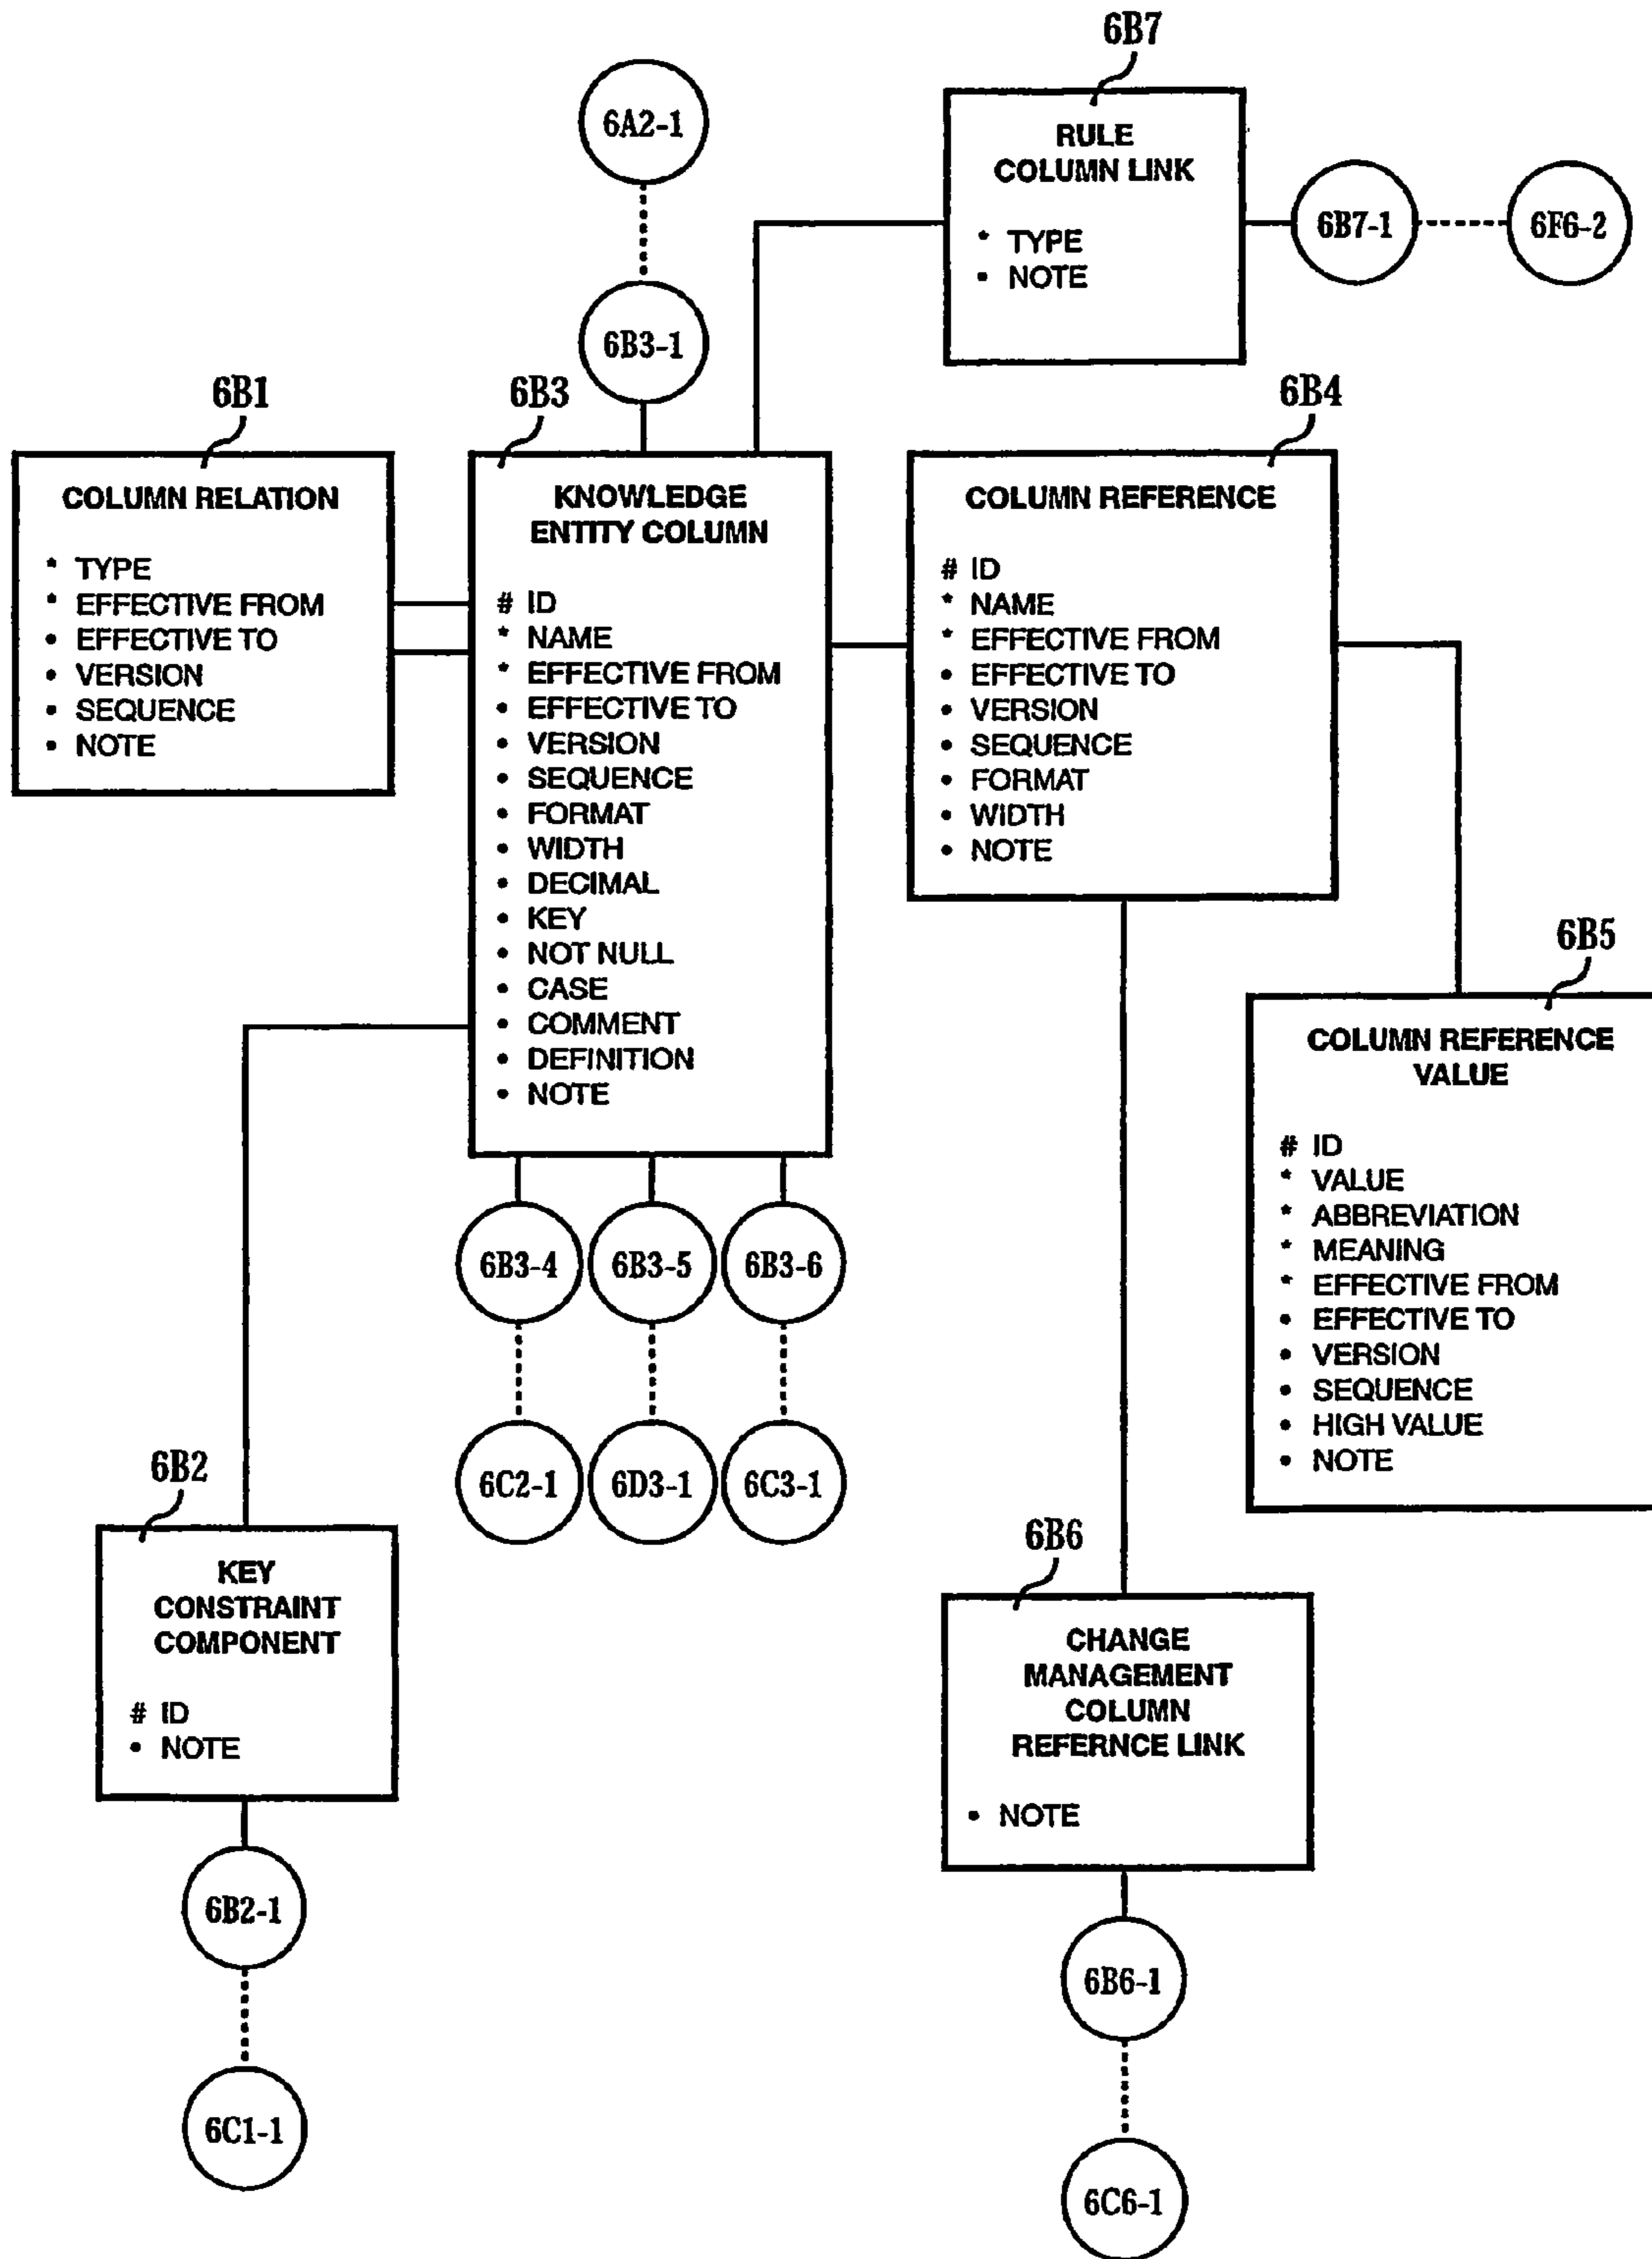 6B7
6A2-1
RULE
COLUMN LINK
* TYPE
• NOTE
6B7-1
6F6-2
6B3-1
6B1
COLUMN RELATION
* TYPE
* EFFECTIVE FROM
• EFFECTIVE TO
• VERSION
• SEQUENCE
• NOTE
6B3
KNOWLEDGE
ENTITY COLUMN
# ID
* NAME
* EFFECTIVE FROM
• EFFECTIVE TO
• VERSION
• SEQUENCE
• FORMAT
• WIDTH
• DECIMAL
• KEY
• NOT NULL
• CASE
• COMMENT
• DEFINITION
• NOTE
6B4
COLUMN REFERENCE
# ID
* NAME
* EFFECTIVE FROM
• EFFECTIVE TO
• VERSION
• SEQUENCE
• FORMAT
• WIDTH
• NOTE
6B5
COLUMN REFERENCE
VALUE
# ID
* VALUE
* ABBREVIATION
* MEANING
* EFFECTIVE FROM
• EFFECTIVE TO
• VERSION
• SEQUENCE
• HIGH VALUE
• NOTE
6B3-4
6B3-5
6B3-6
6C2-1
6D3-1
6C3-1
6B2
KEY
CONSTRAINT
COMPONENT
# ID
• NOTE
6B2-1
6C1-1
6B6
CHANGE
MANAGEMENT
COLUMN
REFERNCE LINK
• NOTE
6B6-1
6C6-1